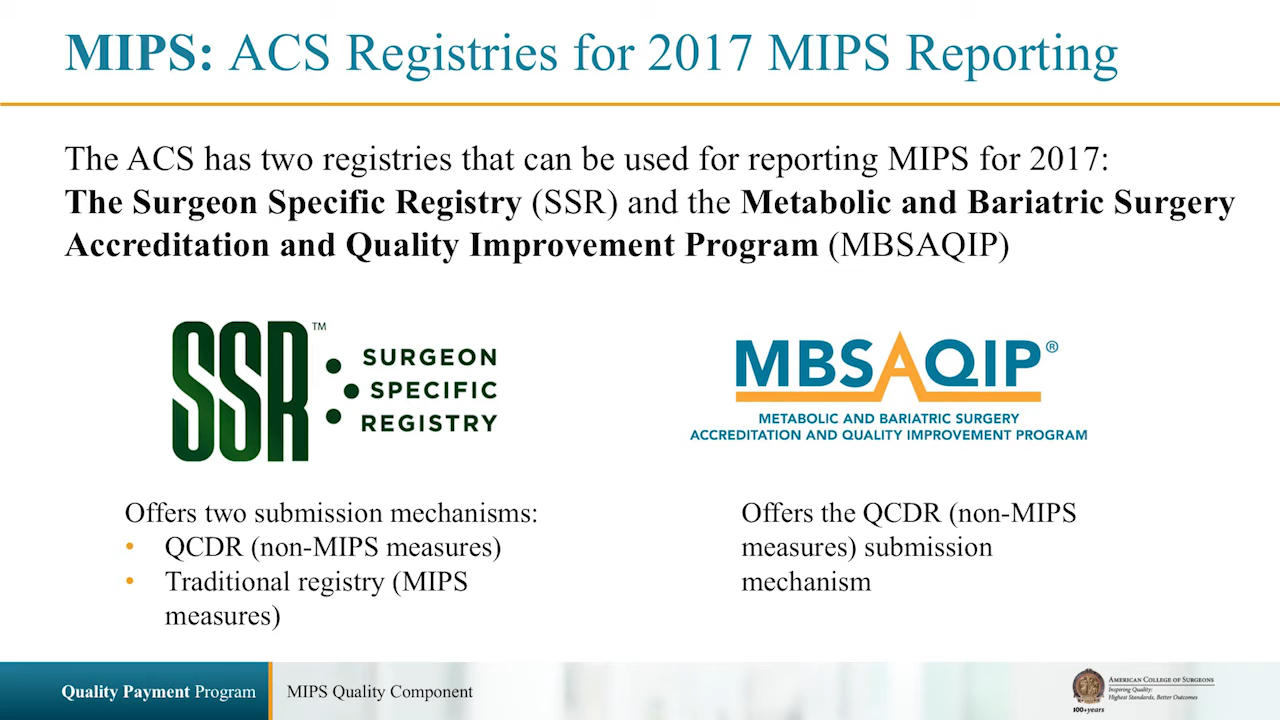 MIPS: ACS Registries for 2017 MIPS Reporting
The ACS has two registries that can be used for reporting MIPS for 2017:
The Surgeon Specific Registry (SSR) and the Metabolic and Bariatric Surgery
Accreditation and Quality Improvement Program (MBSAQIP)
SSR™
SURGEON
SPECIFIC
REGISTRY
MBSAQIP®
METABOLIC AND BARIATRIC SURGERY
ACCREDITATION AND QUALITY IMPROVEMENT PROGRAM
Offers two submission mechanisms:
• QCDR (non-MIPS measures)
• Traditional registry (MIPS
measures)
Offers the QCDR (non-MIPS
measures) submission
mechanism
Quality Payment Program
MIPS Quality Component
AMERICAN COLLEGE OF SURGEONS
Inspiring Quality:
Highest Standards, Better Outcomes
100+years